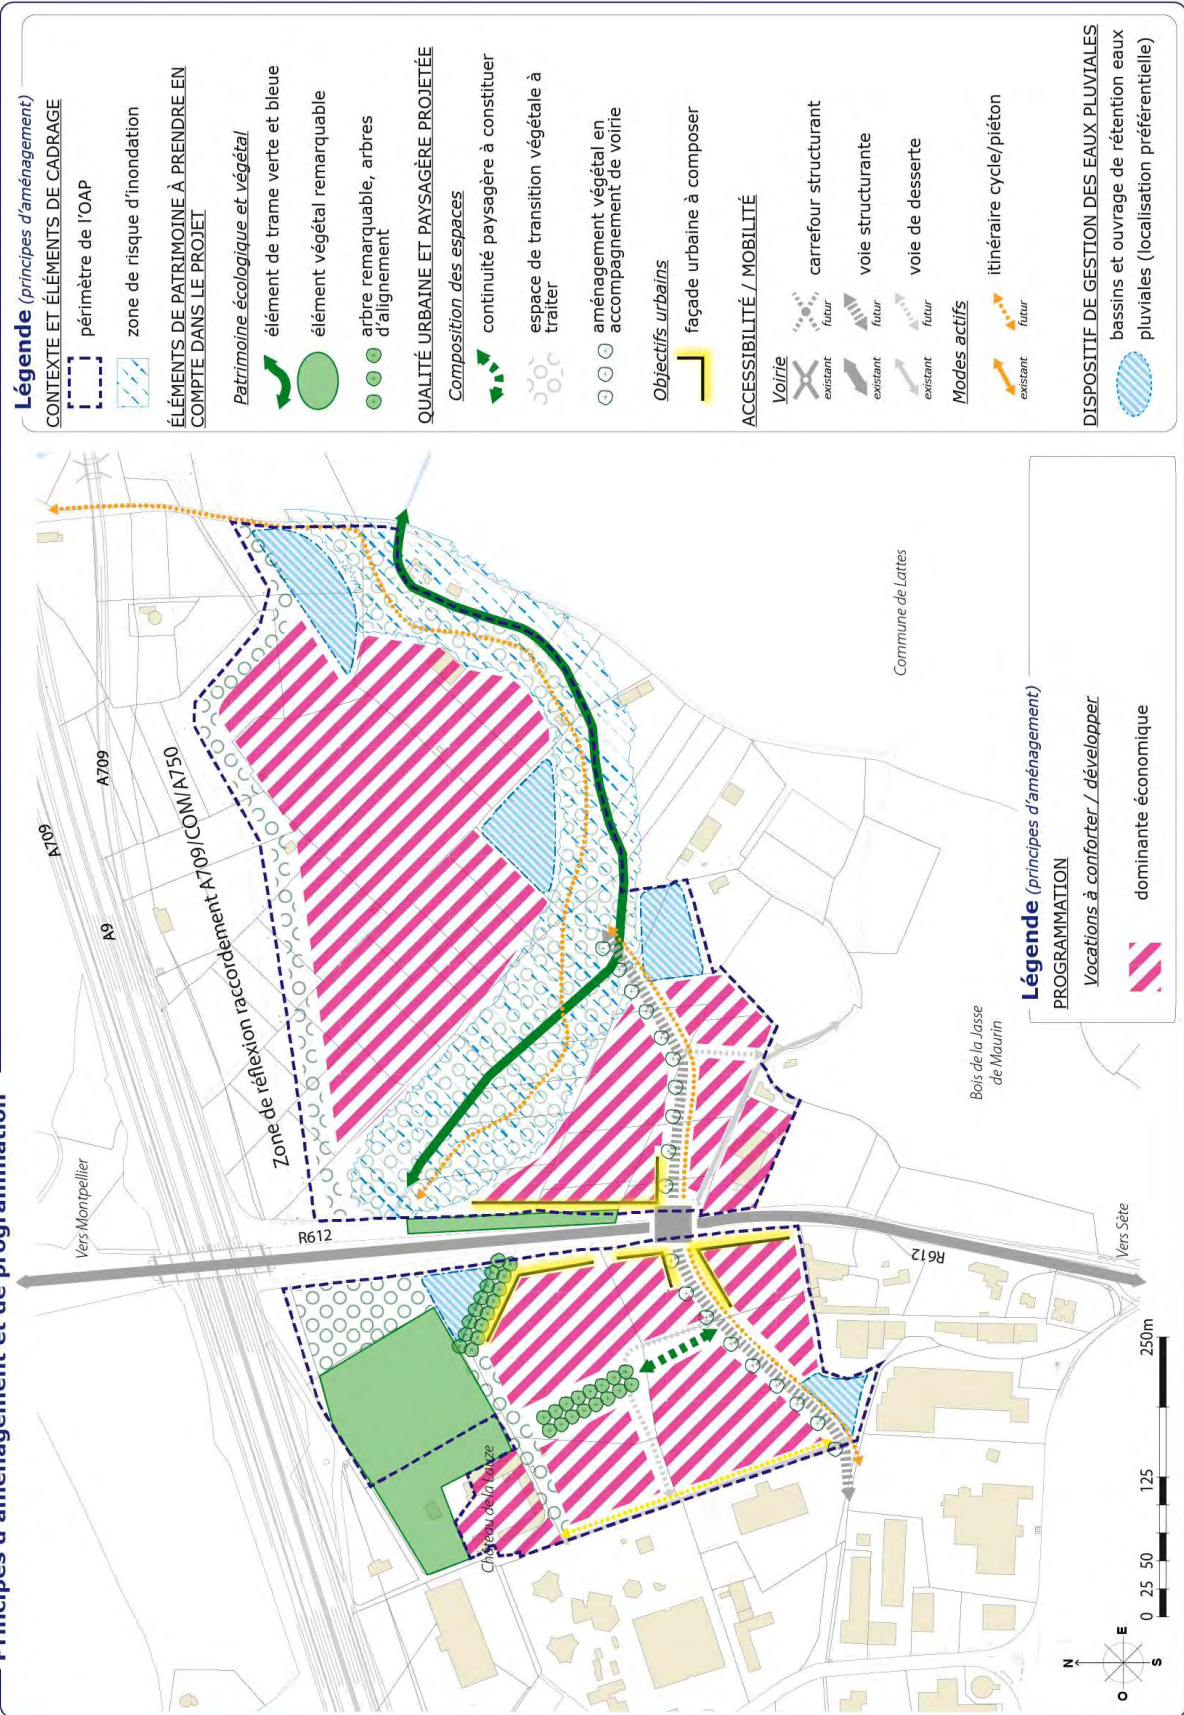 Principes d'aménagement et de programmation
Légende (principes d'aménagement)
CONTEXTE ET ÉLÉMENTS DE CADRAGE
périmètre de l'OAP
zone de risque d'inondation
ÉLÉMENTS DE PATRIMOINE À PRENDRE EN
COMPTE DANS LE PROJET
Patrimoine écologique et végétal
élément de trame verte et bleue
élément végétal remarquable
arbre remarquable, arbres
d'alignement
QUALITÉ URBAINE ET PAYSAGÈRE PROJETÉE
Composition des espaces
continuité paysagère à constituer
espace de transition végétale à
traiter
aménagement végétal en
accompagnement de voirie
Objectifs urbains
façade urbaine à composer
ACCESSIBILITÉ / MOBILITÉ
Voirie
existant
futur
carrefour structurant
existant
futur
voie structurante
existant
futur
voie de desserte
Modes actifs
existant
futur
itinéraire cycle/piéton
DISPOSITIF DE GESTION DES EAUX PLUVIALES
bassins et ouvrage de rétention eaux
pluviales (localisation préférentielle)
Légende (principes d'aménagement)
PROGRAMMATION
Vocations à conforter / développer
dominante économique
A709
A709
A9
Zone de réflexion raccordement A709/COM/A750
Vers Montpellier
R612
Commune de Lattes
Bois de la Jasse
de Maurin
R612
Vers Sète
Château de la Lauze
N
O
E
S
0 25 50 125 250m